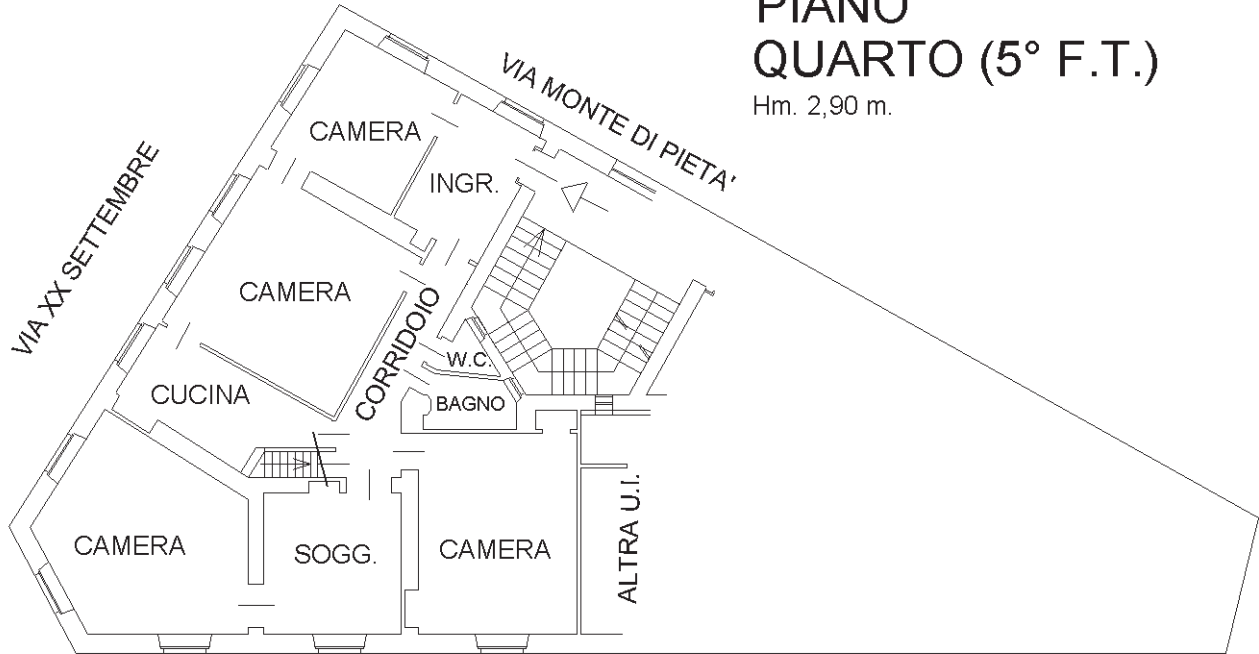 PIANO
QUARTO (5° F.T.)
Hm. 2,90 m.
VIA MONTE DI PIETA'
VIA XX SETTEMBRE
CAMERA
INGR.
CAMERA
CORRIDOIO
W.C.
CUCINA
BAGNO
CAMERA
SOGG.
CAMERA
ALTRA U.I.